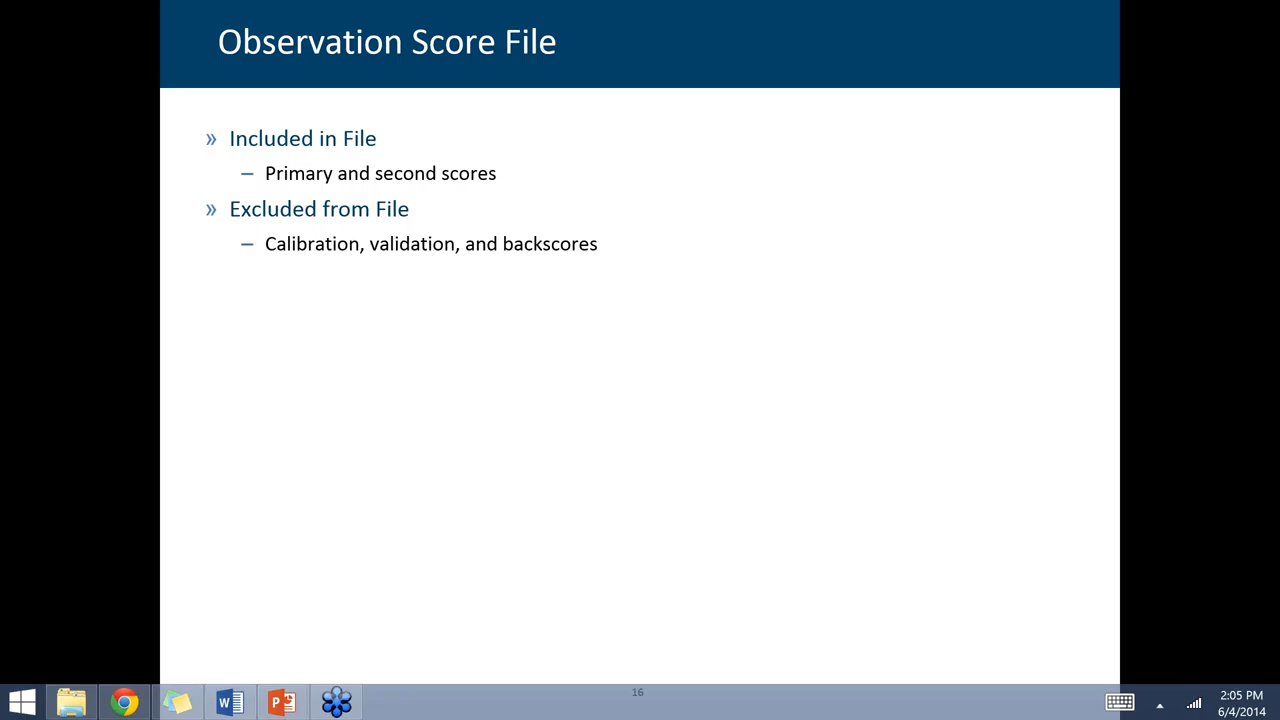 Observation Score File
» Included in File
– Primary and second scores
» Excluded from File
– Calibration, validation, and backscores
16
2:05 PM
6/4/2014